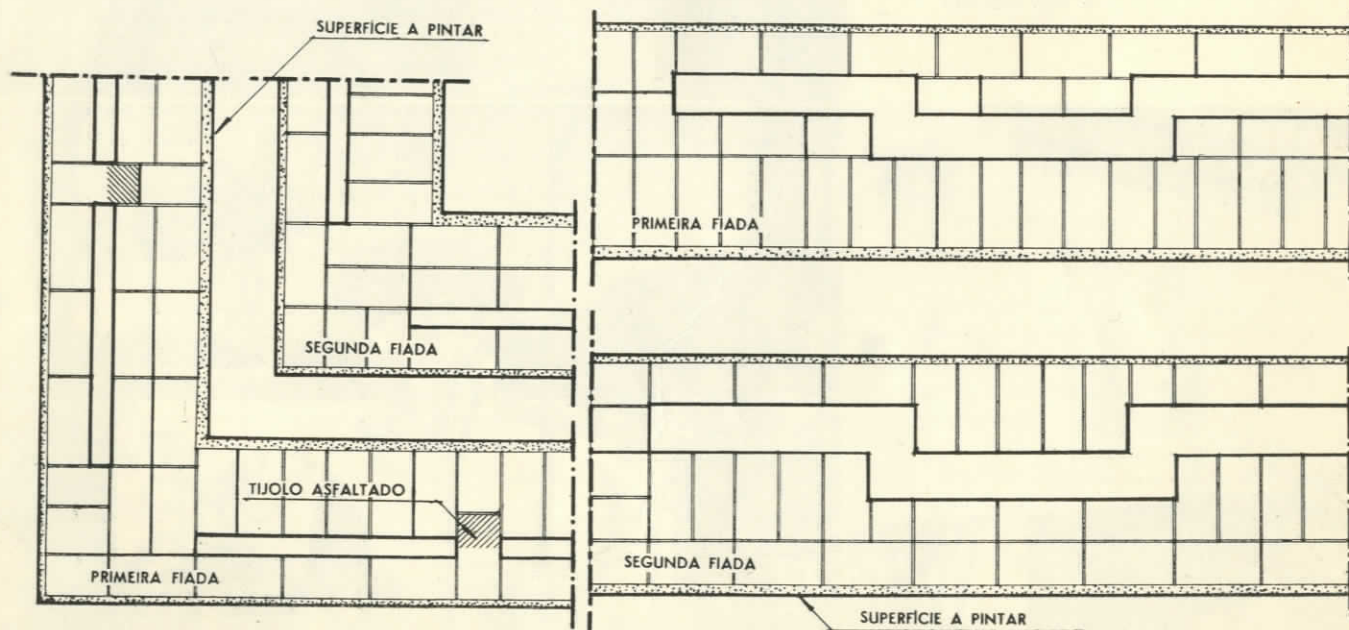 SUPERFÍCIE A PINTAR
PRIMEIRA FIADA
SEGUNDA FIADA
TIJOLO ASFALTADO
PRIMEIRA FIADA
SEGUNDA FIADA
SUPERFÍCIE A PINTAR